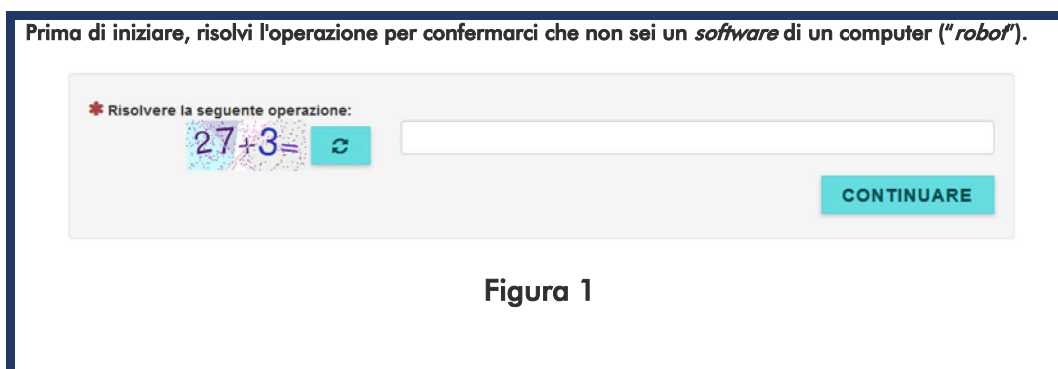 Prima di iniziare, risolvi l'operazione per confermarci che non sei un software di un computer (“robot”).
✱ Risolvere la seguente operazione:
27+3=
CONTINUARE
Figura 1